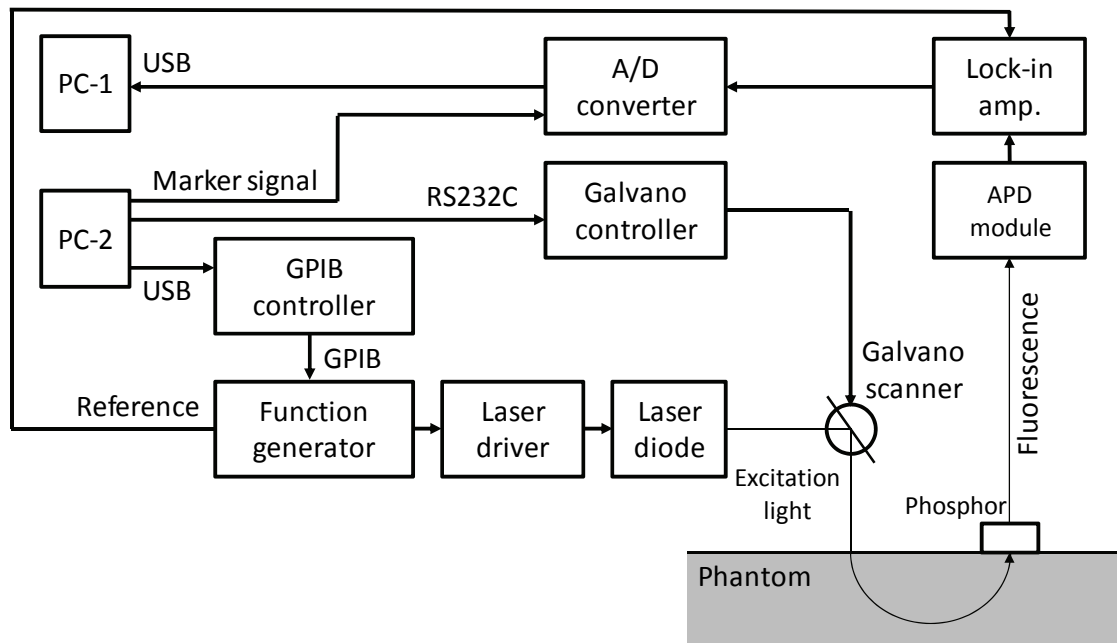 USB
PC-1
A/D
converter
Lock-in
amp.
Marker signal
PC-2
RS232C
Galvano
controller
APD
module
USB
GPIB
controller
GPIB
Galvano
scanner
Fluorescence
Reference
Function
generator
Laser
driver
Laser
diode
Excitation
light
Phosphor
Phantom